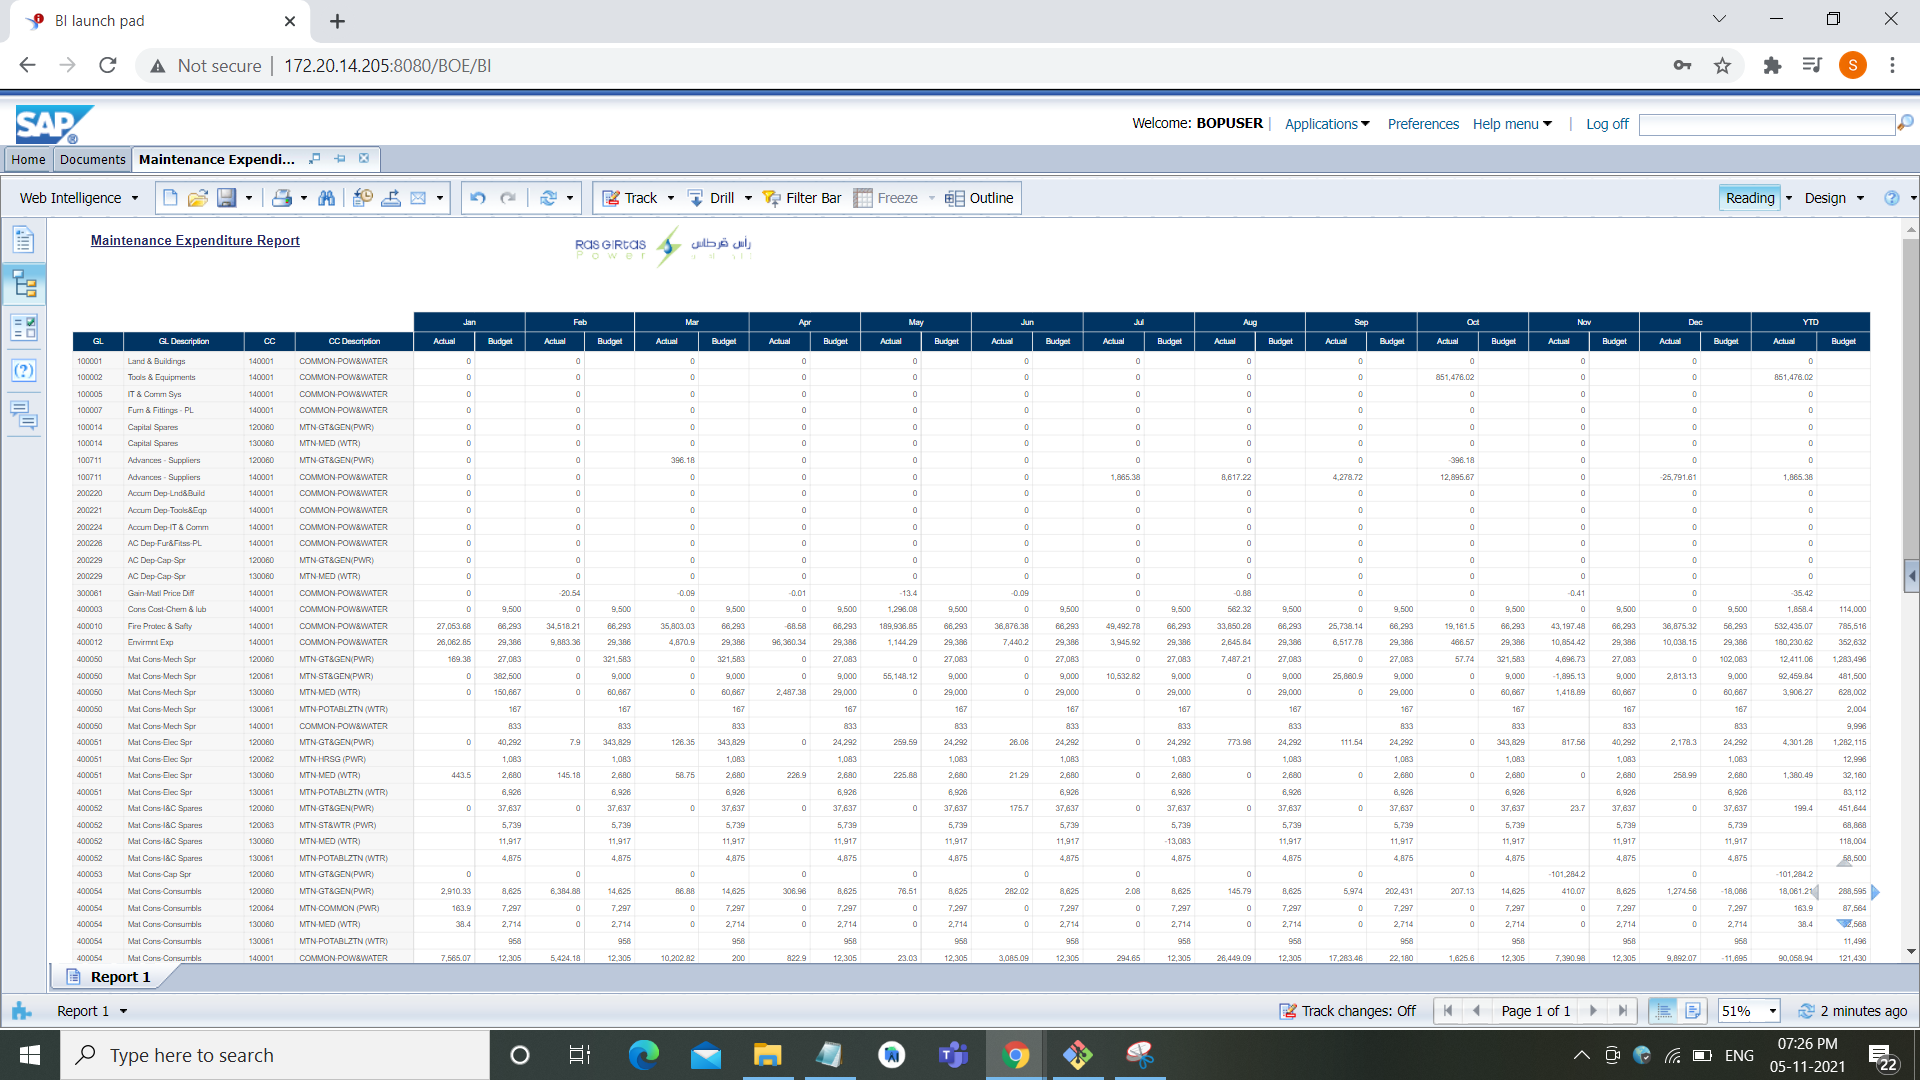 BI launch pad
Not secure | 172.20.14.205:8080/BOE/BI
S
SAP
Welcome: BOPUSER | Applications Preferences Help menu | Log off
Home Documents Maintenance Expendi...
Web Intelligence Track Drill Filter Bar Freeze Outline Reading Design
Maintenance Expenditure Report
RAS GIRTAS رأس قرطاس
Power
Jan Feb Mar Apr May Jun Jul Aug Sep Oct Nov Dec YTD
GL GL Description CC CC Description Actual Budget Actual Budget Actual Budget Actual Budget Actual Budget Actual Budget Actual Budget Actual Budget Actual Budget Actual Budget Actual Budget Actual Budget Actual Budget
100001 Land & Buildings 140001 COMMON-POW&WATER 0 0 0 0 0 0 0 0 0 0 0 0 0
100002 Tools & Equipments 140001 COMMON-POW&WATER 0 0 0 0 0 0 0 0 0 851,476.02 0 0 851,476.02
100005 IT & Comm Sys 140001 COMMON-POW&WATER 0 0 0 0 0 0 0 0 0 0 0 0 0
100007 Furn & Fittings - PL 140001 COMMON-POW&WATER 0 0 0 0 0 0 0 0 0 0 0 0 0
100014 Capital Spares 120060 MTN-GT&GEN(PWR) 0 0 0 0 0 0 0 0 0 0 0 0 0
100014 Capital Spares 130060 MTN-MED (WTR) 0 0 0 0 0 0 0 0 0 0 0 0 0
100711 Advances - Suppliers 120060 MTN-GT&GEN(PWR) 0 0 396.18 0 0 0 0 0 0 -396.18 0 0 0
100711 Advances - Suppliers 140001 COMMON-POW&WATER 0 0 0 0 0 0 1,865.38 8,617.22 4,278.72 12,895.67 0 -25,791.61 1,865.38
200220 Accum Dep-Lnd&Build 140001 COMMON-POW&WATER 0 0 0 0 0 0 0 0 0 0 0 0 0
200221 Accum Dep-Tools&Eqp 140001 COMMON-POW&WATER 0 0 0 0 0 0 0 0 0 0 0 0 0
200224 Accum Dep-IT & Comm 140001 COMMON-POW&WATER 0 0 0 0 0 0 0 0 0 0 0 0 0
200226 AC Dep-Fur&Fitss-PL 140001 COMMON-POW&WATER 0 0 0 0 0 0 0 0 0 0 0 0 0
200229 AC Dep-Cap-Spr 120060 MTN-GT&GEN(PWR) 0 0 0 0 0 0 0 0 0 0 0 0 0
200229 AC Dep-Cap-Spr 130060 MTN-MED (WTR) 0 0 0 0 0 0 0 0 0 0 0 0 0
300061 Gain-Matl Price Diff 140001 COMMON-POW&WATER 0 -20.54 -0.09 -0.01 -13.4 -0.09 0 -0.88 0 0 -0.41 0 -35.42
400003 Cons Cost-Chem & lub 140001 COMMON-POW&WATER 0 9,500 0 9,500 0 9,500 0 9,500 1,296.08 9,500 0 9,500 0 9,500 562.32 9,500 0 9,500 0 9,500 0 9,500 0 9,500 1,858.4 114,000
400010 Fire Protec & Safty 140001 COMMON-POW&WATER 27,053.66 66,293 34,518.21 66,293 35,803.03 66,293 -68.58 66,293 189,936.85 66,293 36,876.38 66,293 49,492.78 66,293 33,850.28 66,293 25,738.14 66,293 19,161.5 66,293 43,197.48 66,293 36,875.32 56,293 532,435.07 785,516
400012 Envirmnt Exp 140001 COMMON-POW&WATER 26,062.85 29,386 9,883.36 29,386 4,870.9 29,386 96,360.34 29,386 1,144.29 29,386 7,440.2 29,386 3,945.92 29,386 2,645.84 29,386 6,517.78 29,386 466.57 29,386 10,854.42 29,386 10,038.15 29,386 180,230.62 352,632
400050 Mat Cons-Mech Spr 120060 MTN-GT&GEN(PWR) 169.38 27,083 0 321,583 0 321,583 0 27,083 0 27,083 0 27,083 0 27,083 7,487.21 27,083 0 27,083 57.74 321,583 4,696.73 27,083 0 102,083 12,411.06 1,283,496
400050 Mat Cons-Mech Spr 120061 MTN-ST&GEN(PWR) 0 382,500 0 9,000 0 9,000 0 9,000 55,148.12 9,000 0 9,000 10,532.82 9,000 0 9,000 25,860.9 9,000 0 9,000 -1,895.13 9,000 2,813.13 9,000 92,459.84 481,500
400050 Mat Cons-Mech Spr 130060 MTN-MED (WTR) 0 150,667 0 60,667 0 60,667 2,487.38 29,000 0 29,000 0 29,000 0 29,000 0 29,000 0 29,000 0 60,667 1,418.89 60,667 0 60,667 3,906.27 628,002
400050 Mat Cons-Mech Spr 130061 MTN-POTABLZTN (WTR) 167 167 167 167 167 167 167 167 167 167 167 167 2,004
400050 Mat Cons-Mech Spr 140001 COMMON-POW&WATER 833 833 833 833 833 833 833 833 833 833 833 833 9,996
400051 Mat Cons-Elec Spr 120060 MTN-GT&GEN(PWR) 0 40,292 7.9 343,829 126.35 343,829 0 24,292 259.59 24,292 26.06 24,292 0 24,292 773.98 24,292 111.54 24,292 0 343,829 817.56 40,292 2,178.3 24,292 4,301.28 1,282,115
400051 Mat Cons-Elec Spr 120062 MTN-HRSG (PWR) 1,083 1,083 1,083 1,083 1,083 1,083 1,083 1,083 1,083 1,083 1,083 1,083 12,996
400051 Mat Cons-Elec Spr 130060 MTN-MED (WTR) 443.5 2,680 145.18 2,680 58.75 2,680 226.9 2,680 225.88 2,680 21.29 2,680 0 2,680 0 2,680 0 2,680 0 2,680 0 2,680 258.99 2,680 1,380.49 32,160
400051 Mat Cons-Elec Spr 130061 MTN-POTABLZTN (WTR) 6,926 6,926 6,926 6,926 6,926 6,926 6,926 6,926 6,926 6,926 6,926 6,926 83,112
400052 Mat Cons-I&C Spares 120060 MTN-GT&GEN(PWR) 0 37,637 0 37,637 0 37,637 0 37,637 0 37,637 175.7 37,637 0 37,637 0 37,637 0 37,637 0 37,637 23.7 37,637 0 37,637 199.4 451,644
400052 Mat Cons-I&C Spares 120063 MTN-ST&WTR (PWR) 5,739 5,739 5,739 5,739 5,739 5,739 5,739 5,739 5,739 5,739 5,739 5,739 68,868
400052 Mat Cons-I&C Spares 130060 MTN-MED (WTR) 11,917 11,917 11,917 11,917 11,917 11,917 -13,083 11,917 11,917 11,917 11,917 11,917 118,004
400052 Mat Cons-I&C Spares 130061 MTN-POTABLZTN (WTR) 4,875 4,875 4,875 4,875 4,875 4,875 4,875 4,875 4,875 4,875 4,875 4,875 58,500
400053 Mat Cons-Cap Spr 120060 MTN-GT&GEN(PWR) 0 0 0 0 0 0 0 0 0 0 -101,284.2 0 -101,284.2
400054 Mat Cons-Consumbls 120060 MTN-GT&GEN(PWR) 2,910.33 8,625 6,384.88 14,625 86.88 14,625 306.96 8,625 76.51 8,625 282.02 8,625 2.08 8,625 145.79 8,625 5,974 202,431 207.13 14,625 410.07 8,625 1,274.56 -18,086 18,061.21 288,595
400054 Mat Cons-Consumbls 120064 MTN-COMMON (PWR) 163.9 7,297 0 7,297 0 7,297 0 7,297 0 7,297 0 7,297 0 7,297 0 7,297 0 7,297 0 7,297 0 7,297 0 7,297 163.9 87,564
400054 Mat Cons-Consumbls 130060 MTN-MED (WTR) 38.4 2,714 0 2,714 0 2,714 0 2,714 0 2,714 0 2,714 0 2,714 0 2,714 0 2,714 0 2,714 0 2,714 0 2,714 38.4
400054 Mat Cons-Consumbls 130061 MTN-POTABLZTN (WTR) 958 958 958 958 958 958 958 958 958 958 958 958 11,496
400054 Mat Cons-Consumbls 140001 COMMON-POW&WATER 7,565.07 12,305 5,424.18 12,305 10,202.82 200 822.9 12,305 23.03 12,305 3,085.09 12,305 294.65 12,305 26,449.09 12,305 17,283.46 22,180 1,625.6 12,305 7,390.98 12,305 9,892.07 -11,695 90,058.94 121,430
Report 1
Report 1 Track changes: Off Page 1 of 1 51% 2 minutes ago
Type here to search
ENG
07:26 PM
05-11-2021
22